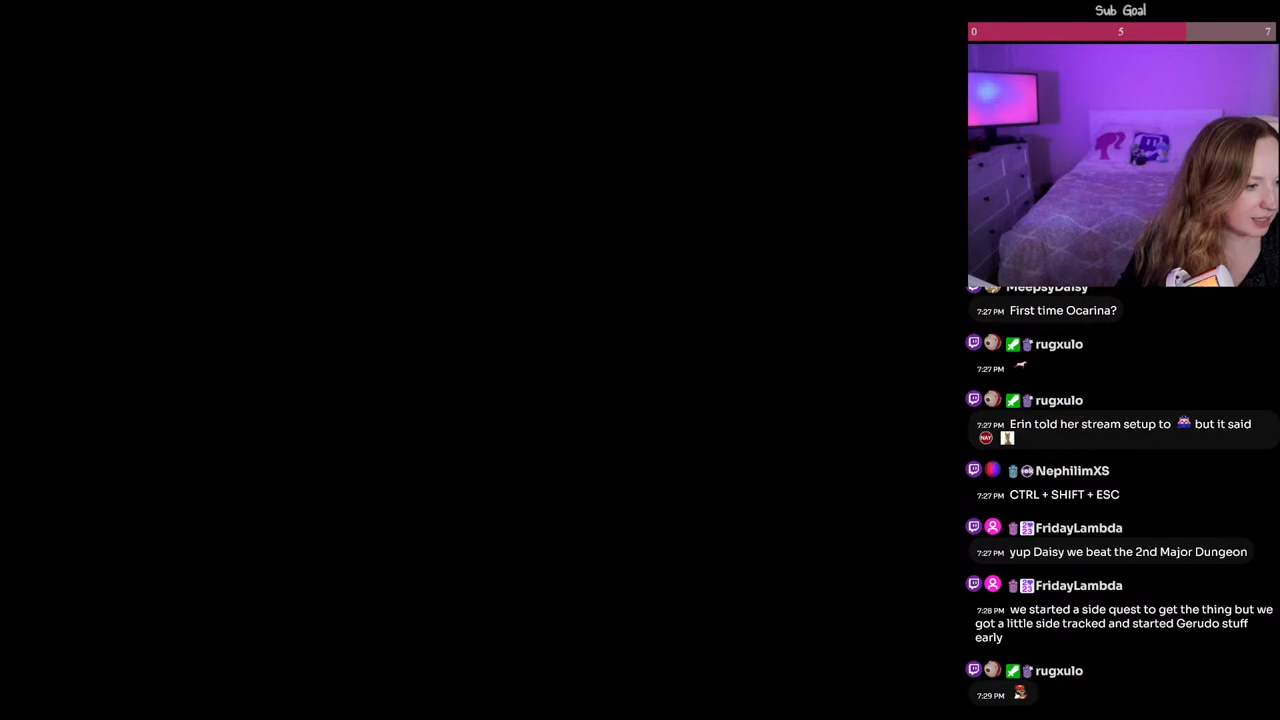 Sub Goal
0 5 7
MeepsyDaisy
7:27 PM First time Ocarina?
rugxulo
7:27 PM
rugxulo
7:27 PM Erin told her stream setup to but it said
NAY
NephilimXS
7:27 PM CTRL + SHIFT + ESC
FridayLambda
7:27 PM yup Daisy we beat the 2nd Major Dungeon
FridayLambda
7:28 PM we started a side quest to get the thing but we
got a little side tracked and started Gerudo stuff
early
rugxulo
7:29 PM